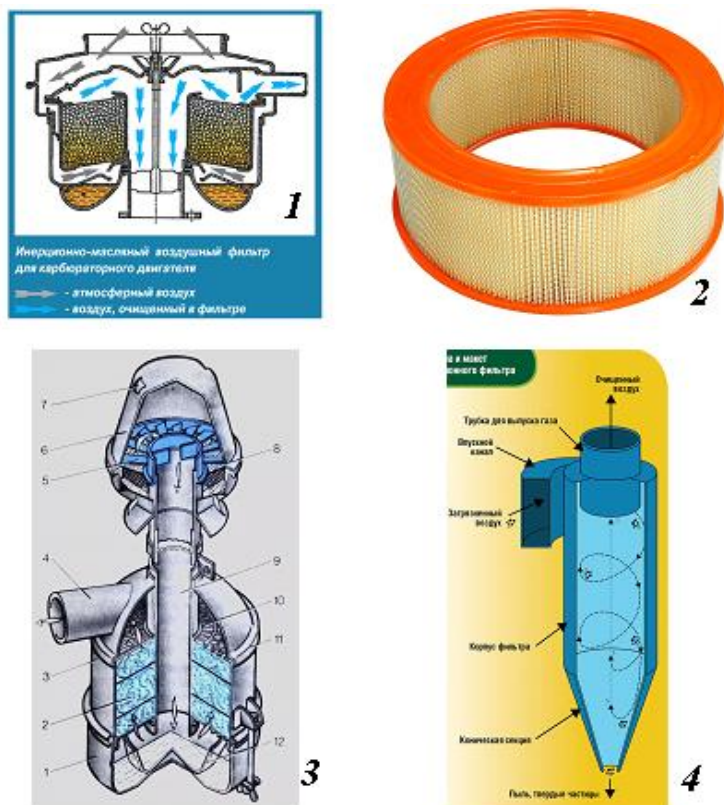 1
Инерционно-масляный воздушный фильтр
для карбюраторного двигателя
- атмосферный воздух
- воздух, очищенный в фильтре
2
7
6
5
8
4
9
10
11
3
2
1
12
3
и макет
фильтра
Очищенный
воздух
Трубка для выпуска газа
Впускной
канал
Загрязненный
воздух
Корпус фильтра
Коническая секция
Пыль, твердые частицы
4